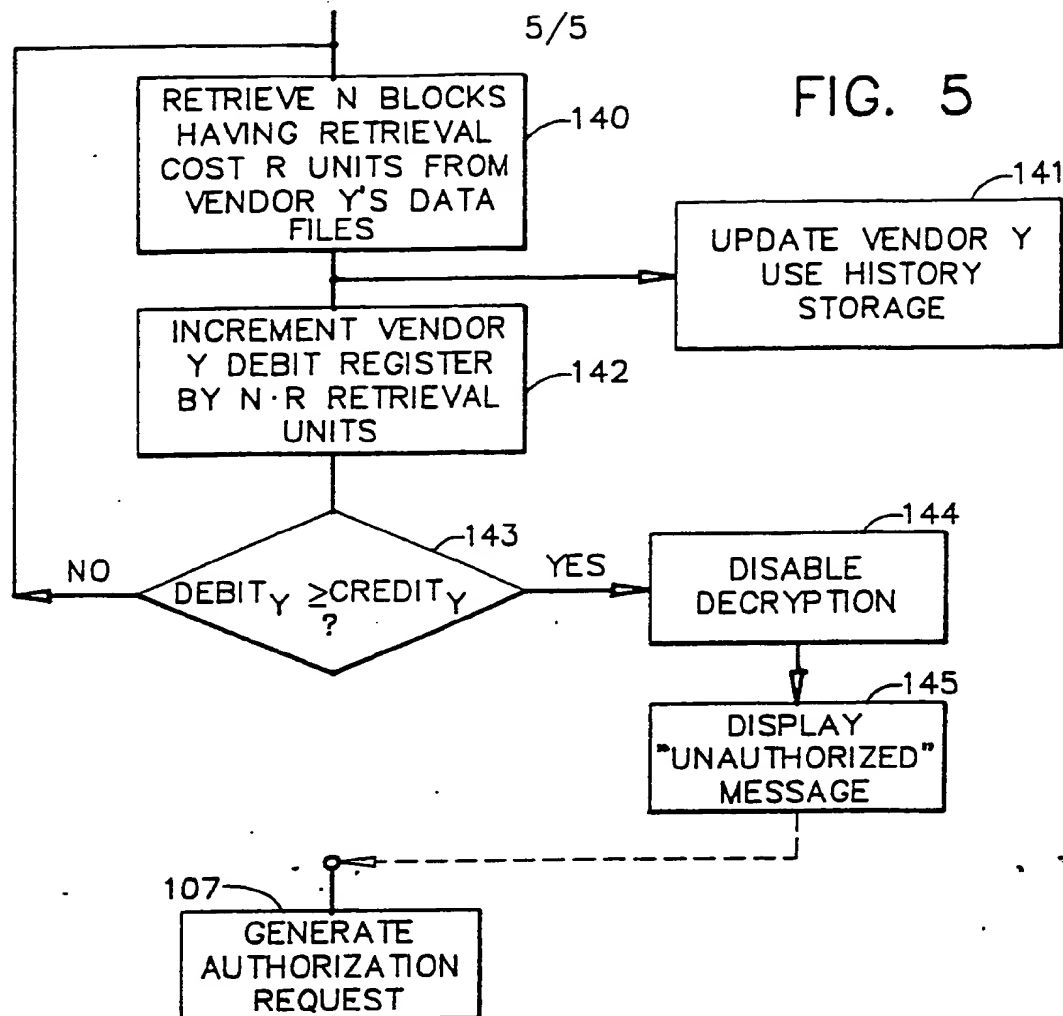 5/5
FIG. 5
RETRIEVE N BLOCKS
HAVING RETRIEVAL
COST R UNITS FROM
VENDOR Y'S DATA
FILES
140
141
UPDATE VENDOR Y
USE HISTORY
STORAGE
INCREMENT VENDOR
Y DEBIT REGISTER
BY N·R RETRIEVAL
UNITS
142
143
NO
DEBITY ≥CREDITY
?
YES
144
DISABLE
DECRYPTION
145
DISPLAY
"UNAUTHORIZED"
MESSAGE
107
GENERATE
AUTHORIZATION
REQUEST